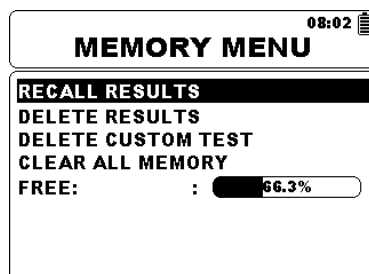 08:02
MEMORY MENU
RECALL RESULTS
DELETE RESULTS
DELETE CUSTOM TEST
CLEAR ALL MEMORY
FREE: : 66.3%